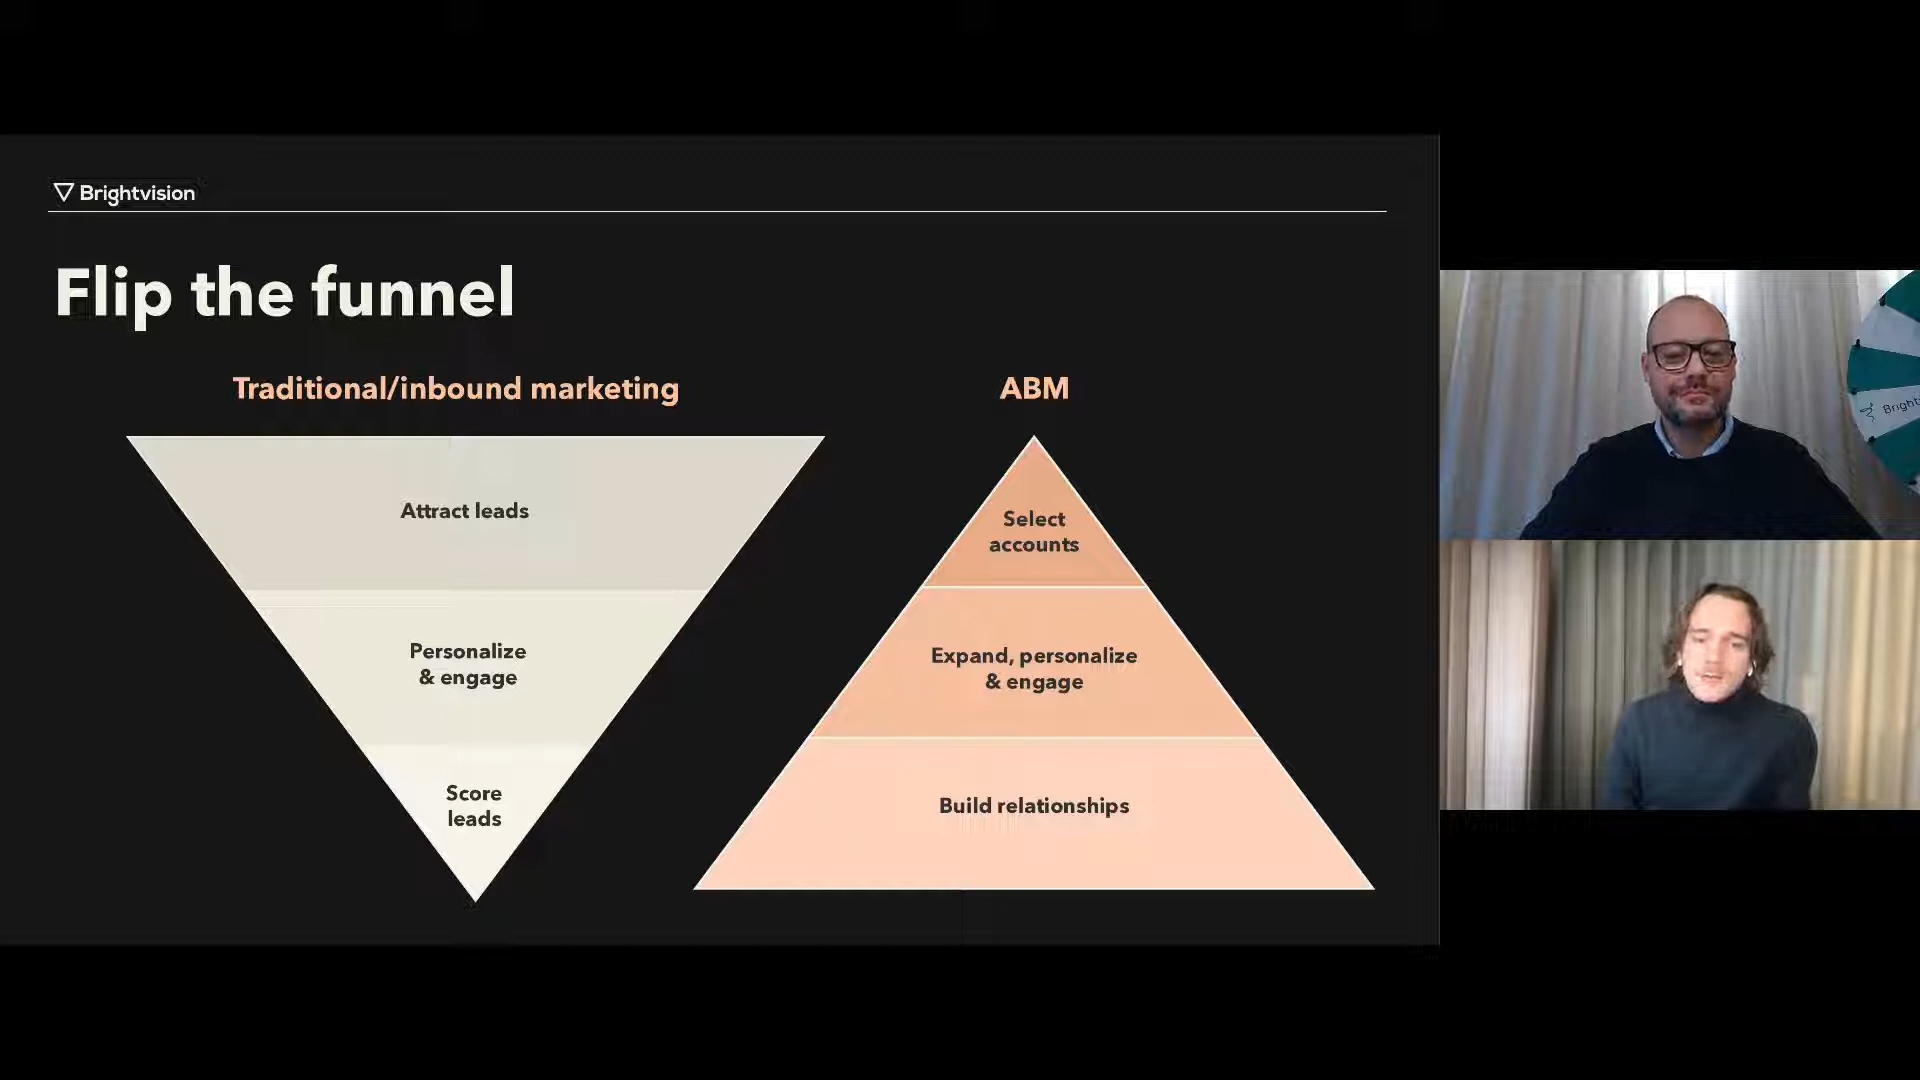 Brightvision
Flip the funnel
Traditional/inbound marketing
Attract leads
Personalize
& engage
Score
leads
ABM
Select
accounts
Expand, personalize
& engage
Build relationships
Bright